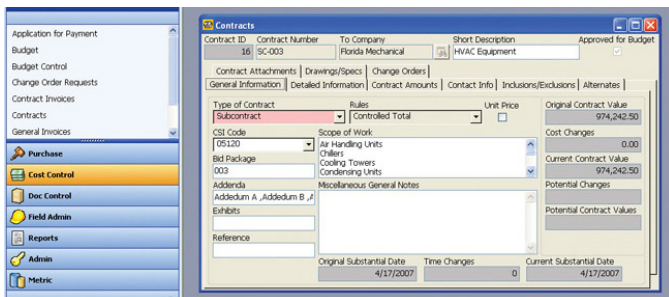 Application for Payment
Budget
Budget Control
Change Order Requests
Contract Invoices
Contracts
General Invoices
Purchase
Cost Control
Doc Control
Field Admin
Reports
Admin
Metric
Contracts
Contract ID Contract Number To Company Short Description Approved for Budget
16 SC-003 Florida Mechanical HVAC Equipment
Contract Attachments Drawings/Specs Change Orders
General Information Detailed Information Contract Amounts Contact Info Inclusions/Exclusions Alternates
Type of Contract Rules Unit Price Original Contract Value
Subcontract Controlled Total 974,242.50
CSI Code Scope of Work Cost Changes
05120 Air Handling Units 0.00
Chillers
Bid Package Cooling Towers Current Contract Value
003 Condensing Units 974,242.50
Addenda Miscellaneous General Notes Potential Changes
Addedum A ,Addedum B ,A
Exhibits Potential Contract Values
Reference
Original Substantial Date Time Changes Current Substantial Date
4/17/2007 0 4/17/2007